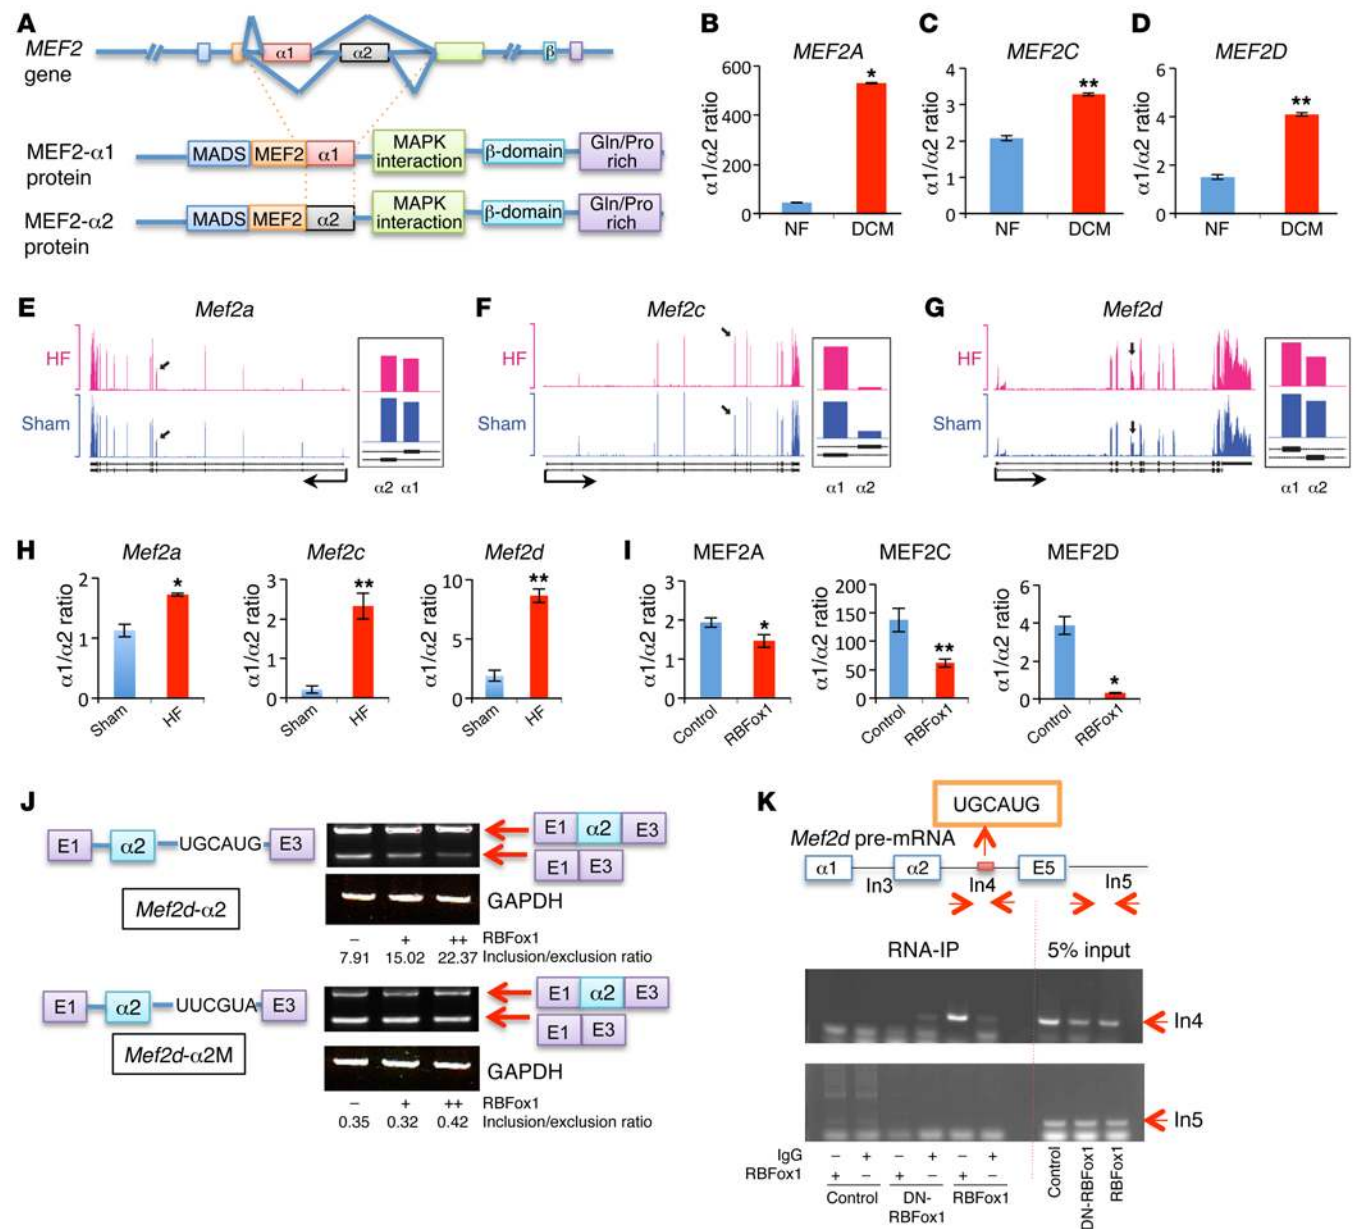 A
MEF2
gene
α1
α2
β
MEF2-α1
protein
MADS
MEF2
α1
MAPK
interaction
β-domain
Gln/Pro
rich
MEF2-α2
protein
MADS
MEF2
α2
MAPK
interaction
β-domain
Gln/Pro
rich
B
MEF2A
α1/α2 ratio
600
400
200
0
*
NF
DCM
C
MEF2C
α1/α2 ratio
4
3
2
1
0
**
NF
DCM
D
MEF2D
α1/α2 ratio
6
4
2
0
**
NF
DCM
E
Mef2a
HF
Sham
α2 α1
F
Mef2c
HF
Sham
α1 α2
G
Mef2d
HF
Sham
α1 α2
H
Mef2a
α1/α2 ratio
2
1
0
*
Sham
HF
Mef2c
α1/α2 ratio
3
2
1
0
**
Sham
HF
Mef2d
α1/α2 ratio
10
5
0
**
Sham
HF
I
MEF2A
α1/α2 ratio
3
2
1
0
*
Control
RBFox1
MEF2C
α1/α2 ratio
200
150
100
50
0
**
Control
RBFox1
MEF2D
α1/α2 ratio
6
4
2
0
*
Control
RBFox1
J
E1
α2
UGCAUG
E3
Mef2d-α2
E1 α2 E3
E1 E3
GAPDH
– + ++ RBFox1
7.91 15.02 22.37 Inclusion/exclusion ratio
E1
α2
UUCGUA
E3
Mef2d-α2M
E1 α2 E3
E1 E3
GAPDH
– + ++ RBFox1
0.35 0.32 0.42 Inclusion/exclusion ratio
K
UGCAUG
Mef2d pre-mRNA
α1
α2
E5
In3
In4
In5
RNA-IP
5% input
In4
In5
IgG – + – + – +
RBFox1 + – + – + –
Control
DN-
RBFox1
RBFox1
Control
DN-RBFox1
RBFox1